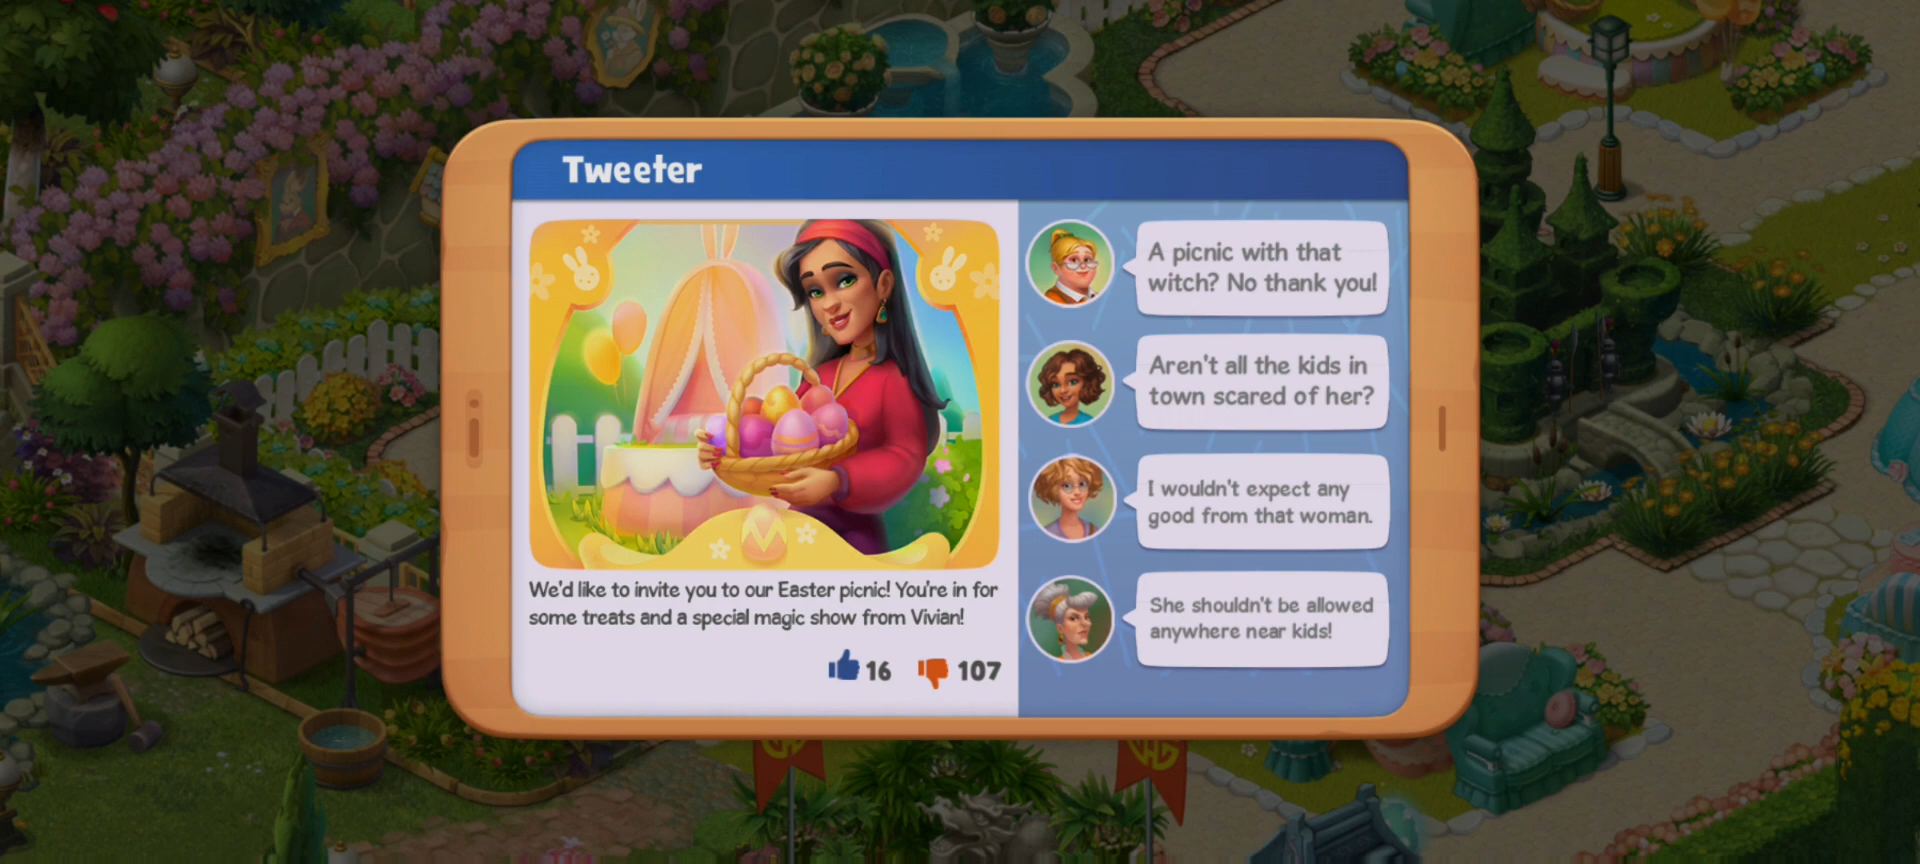 Tweeter
We'd like to invite you to our Easter picnic! You're in for
some treats and a special magic show from Vivian!
16
107
A picnic with that
witch? No thank you!
Aren't all the kids in
town scared of her?
I wouldn't expect any
good from that woman.
She shouldn't be allowed
anywhere near kids!